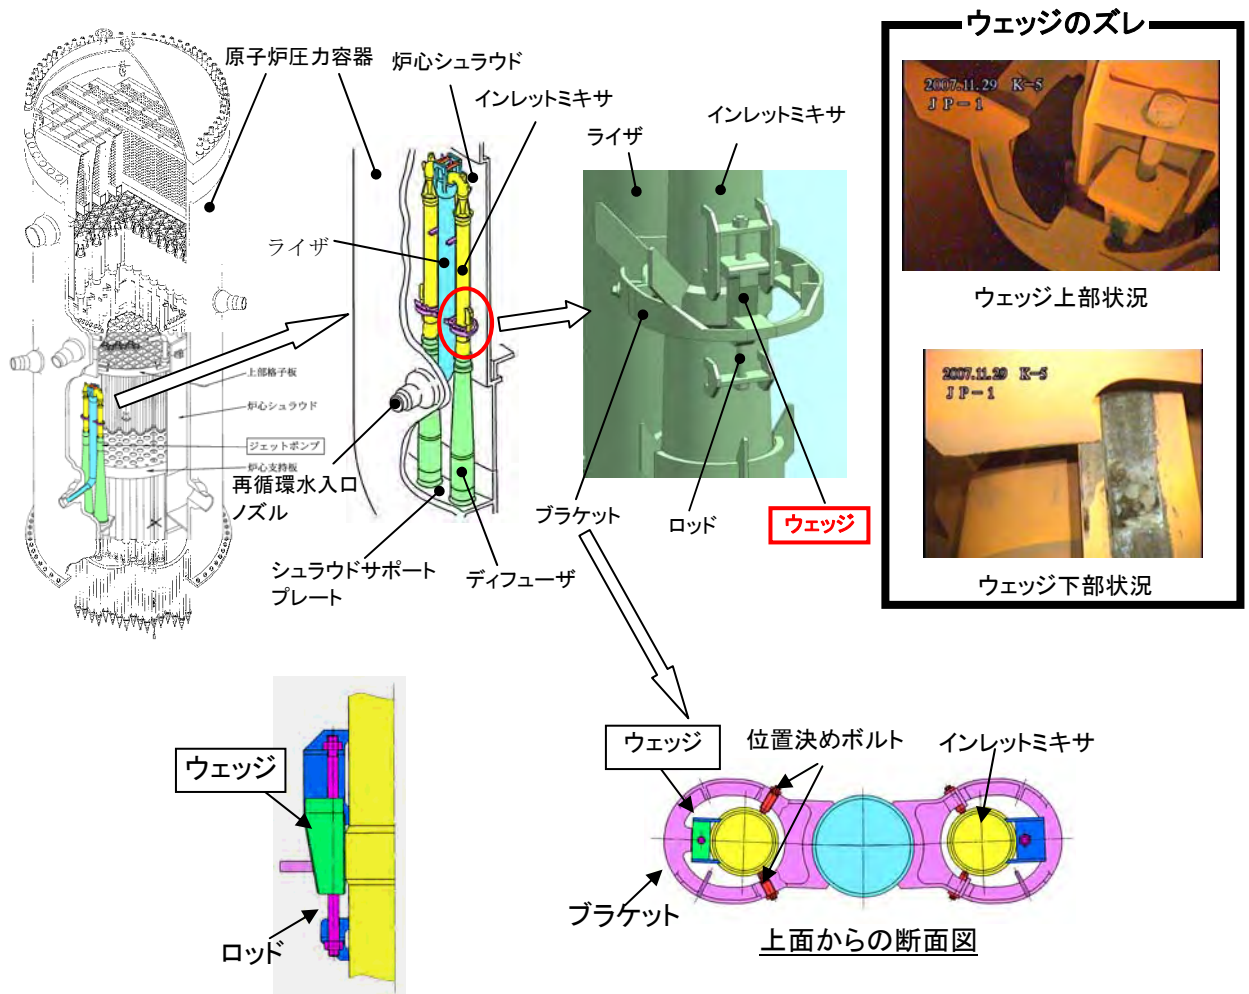 ウェッジのズレ
原子炉圧力容器
炉心シュラウド
インレットミキサ
ライザ
インレットミキサ
2007.11.29 K-5
JP-1
ウェッジ上部状況
ライザ
上部格子板
炉心シュラウド
ジェットポンプ
炉心支持板
再循環水入口
ノズル
シュラウドサポート
プレート
ディフューザ
ブラケット
ロッド
ウェッジ
2007.11.29 K-5
JP-1
ウェッジ下部状況
ウェッジ
ロッド
ウェッジ
位置決めボルト
インレットミキサ
ブラケット
上面からの断面図